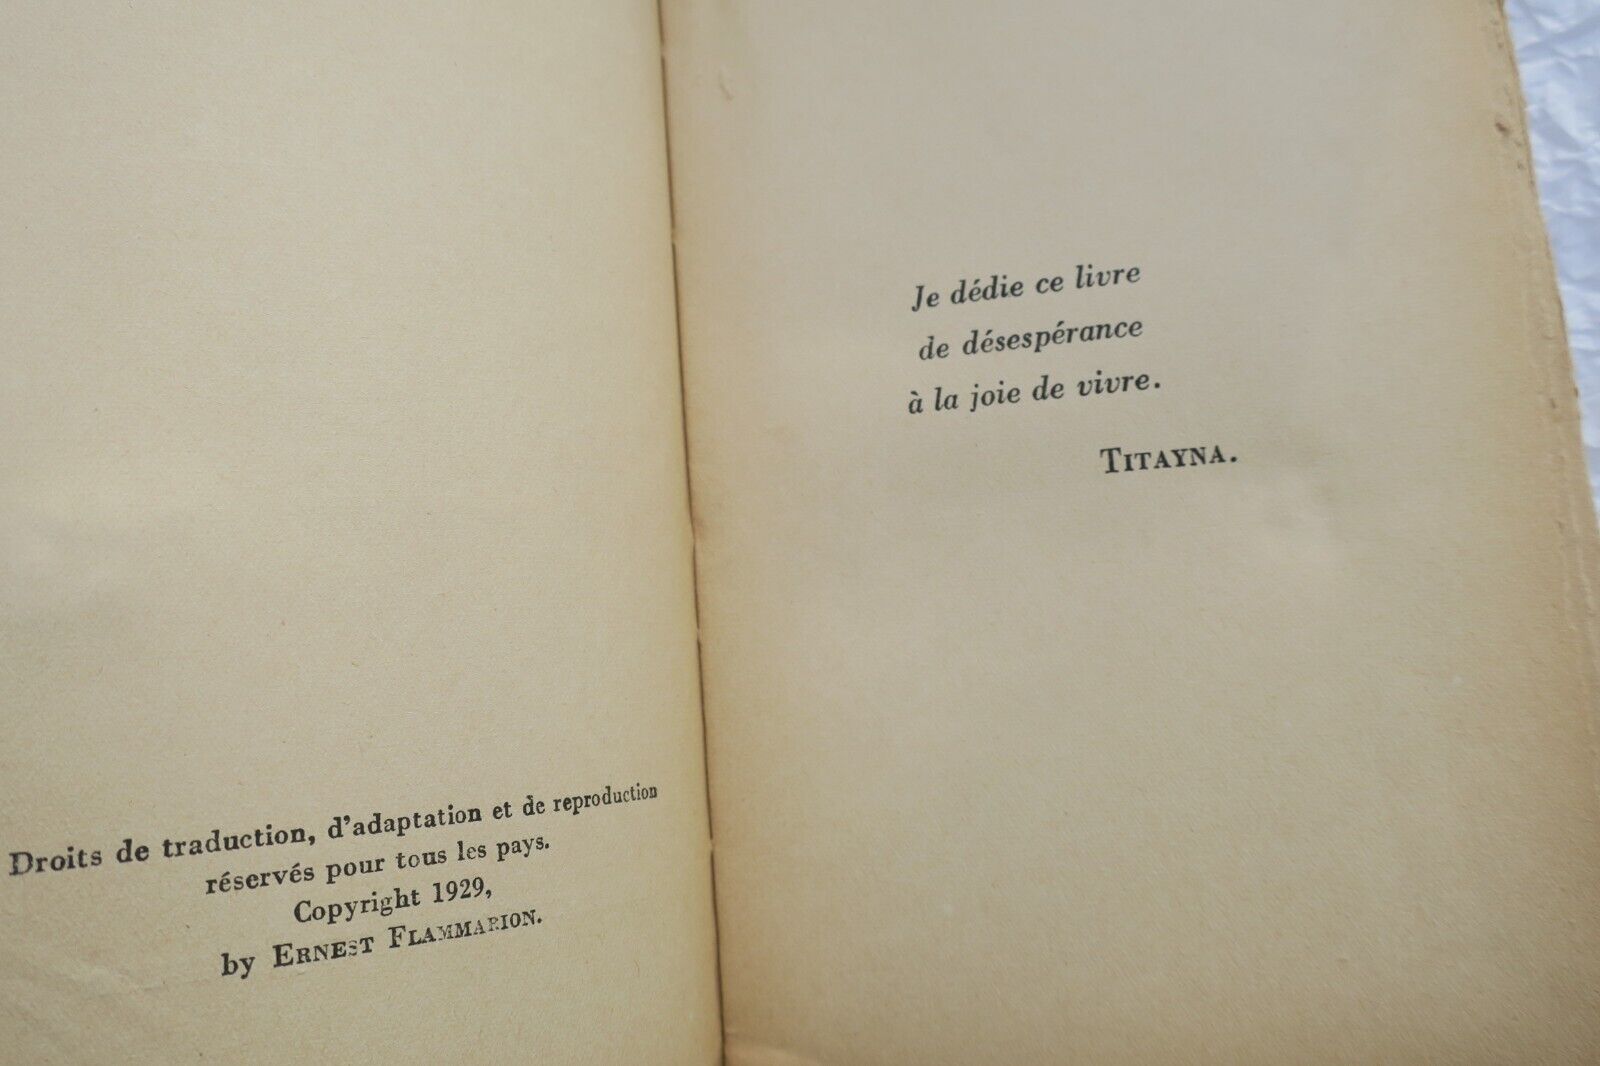 Droits de traduction, d'adaptation et de reproduction
réservés pour tous les pays.
Copyright 1929,
by ERNEST FLAMMARION.
Je dédie ce livre
de désespérance
à la joie de vivre.
TITAYNA.